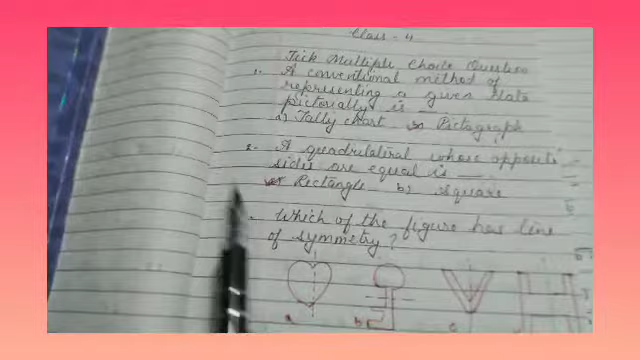 Class - 4
Tick Multiple Choice Question
1. A conventional method of
representing a given data
pictorially is
a) Tally chart b) Pictograph
2. A quadrilateral whose opposite
sides are equal is ___.
Rectangle b) Square
Which of the figure has line
of symmetry?
a b c